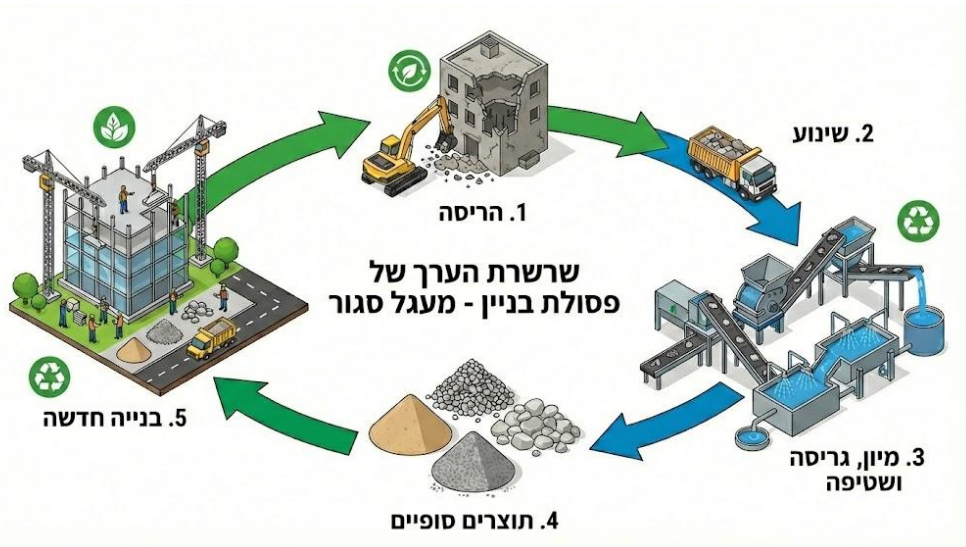 1. הריסה
2. שינוע
שרשרת הערך של
פסולת בניין - מעגל סגור
3. מיון, גריסה
ושטיפה
4. תוצרים סופיים
5. בנייה חדשה